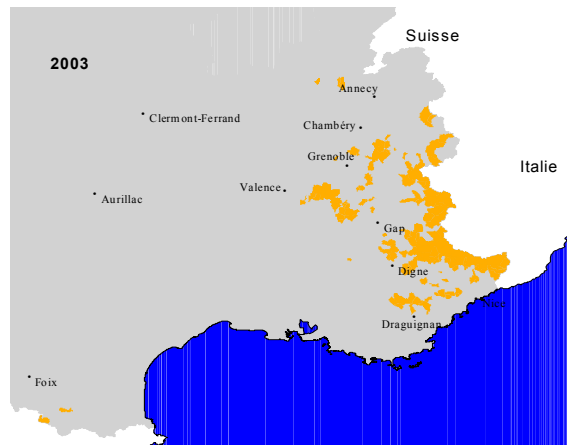 Suisse
2003
Annecy
Clermont-Ferrand
Chambéry
Grenoble
Italie
Valence
Aurillac
Gap
Digne
Nice
Draguignan
Foix